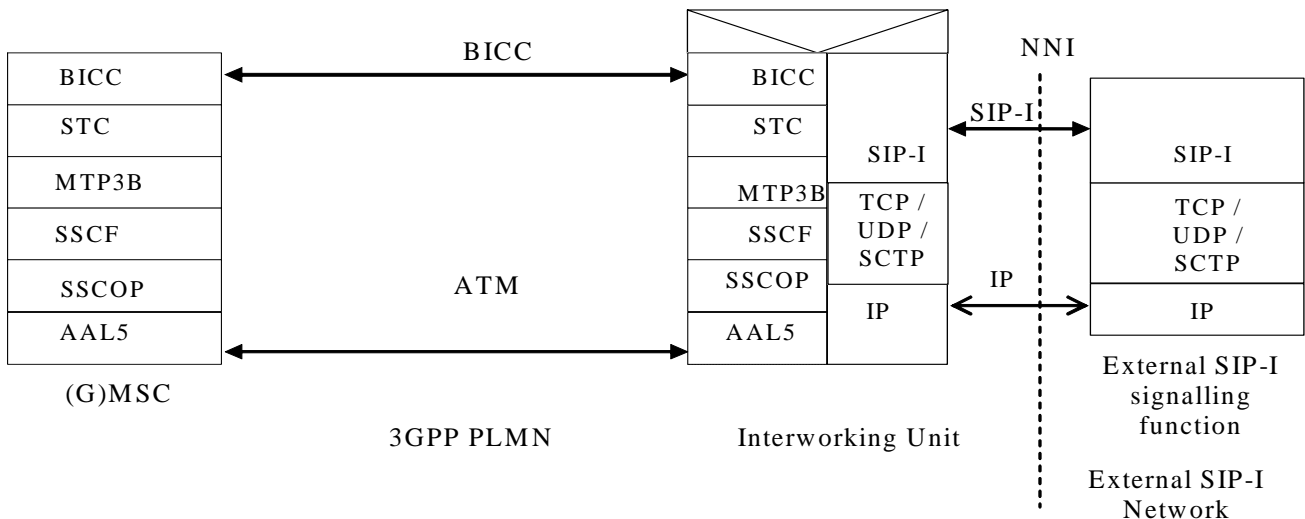 BICC
STC
MTP3B
SSCF
SSCOP
AAL5
(G)MSC
BICC
ATM
3GPP PLMN
BICC
STC
MTP3B
SSCF
SSCOP
AAL5
SIP-I
TCP /
UDP /
SCTP
IP
Interworking Unit
NNI
SIP-I
IP
SIP-I
TCP /
UDP /
SCTP
IP
External SIP-I
signalling
function
External SIP-I
Network